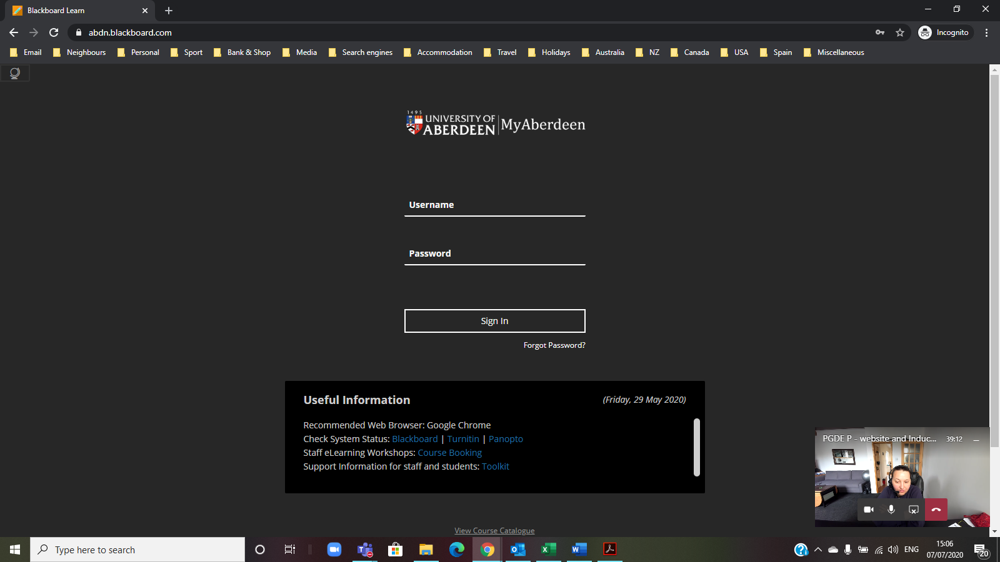 Blackboard Learn
abdn.blackboard.com
Incognito
Email Neighbours Personal Sport Bank & Shop Media Search engines Accommodation Travel Holidays Australia NZ Canada USA Spain Miscellaneous
1495
UNIVERSITY OF
ABERDEEN
MyAberdeen
Username
Password
Sign In
Forgot Password?
Useful Information (Friday, 29 May 2020)
Recommended Web Browser: Google Chrome
Check System Status: Blackboard | Turnitin | Panopto
Staff eLearning Workshops: Course Booking
Support Information for staff and students: Toolkit
PGDE P - website and Induc... 39:12
View Course Catalogue
Type here to search
ENG
15:06
07/07/2020
20